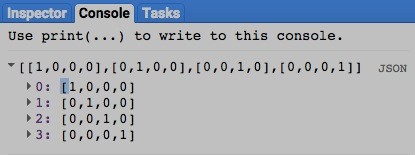 Inspector Console Tasks
Use print(...) to write to this console.
[[1,0,0,0],[0,1,0,0],[0,0,1,0],[0,0,0,1]] JSON
0: [1,0,0,0]
1: [0,1,0,0]
2: [0,0,1,0]
3: [0,0,0,1]